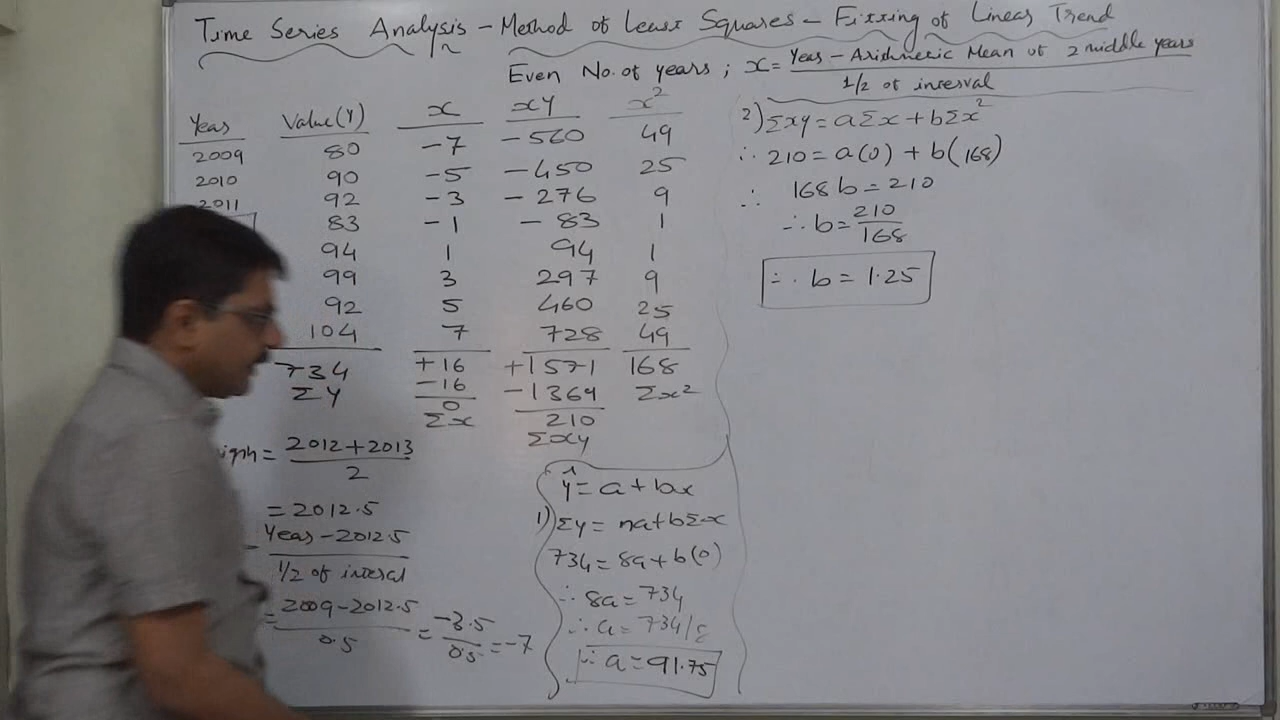 Time Series Analysis - Method of Least Squares - Fitting of Linear Trend
Even No. of years ; x = Year - Arithmetic Mean of 2 middle years
1/2 of interval
Year Value (Y) x xy x²
2009 80 -7 -560 49
2010 90 -5 -450 25
2011 92 -3 -276 9
83 -1 -83 1
94 1 94 1
99 3 297 9
92 5 460 25
104 7 728 49
734 +16 +1571 168
ΣY -16 -1369 Σx²
0 210
Σx Σxy
= 2012+2013
2
= 2012.5
Year - 2012.5
1/2 of interval
= 2009 - 2012.5 = -3.5 = -7
0.5 0.5
ŷ = a + bx
1) Σy = na + bΣx
734 = 8a + b(0)
∴ 8a = 734
∴ a = 734/8
∴ a = 91.75
2) Σxy = aΣx + bΣx²
∴ 210 = a(0) + b(168)
∴ 168b = 210
∴ b = 210
168
∴ b = 1.25